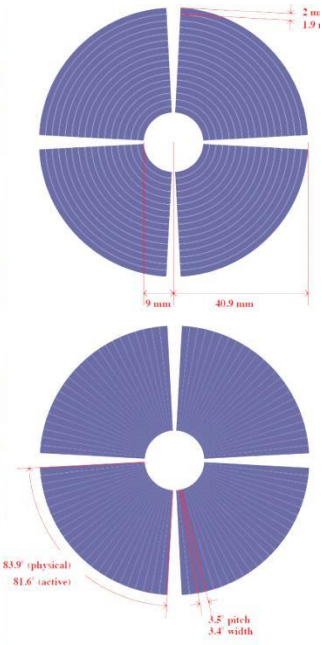 2 m
1.9 m
9 mm
40.9 mm
83.9° (physical)
81.6° (active)
3.5° pitch
3.4° width